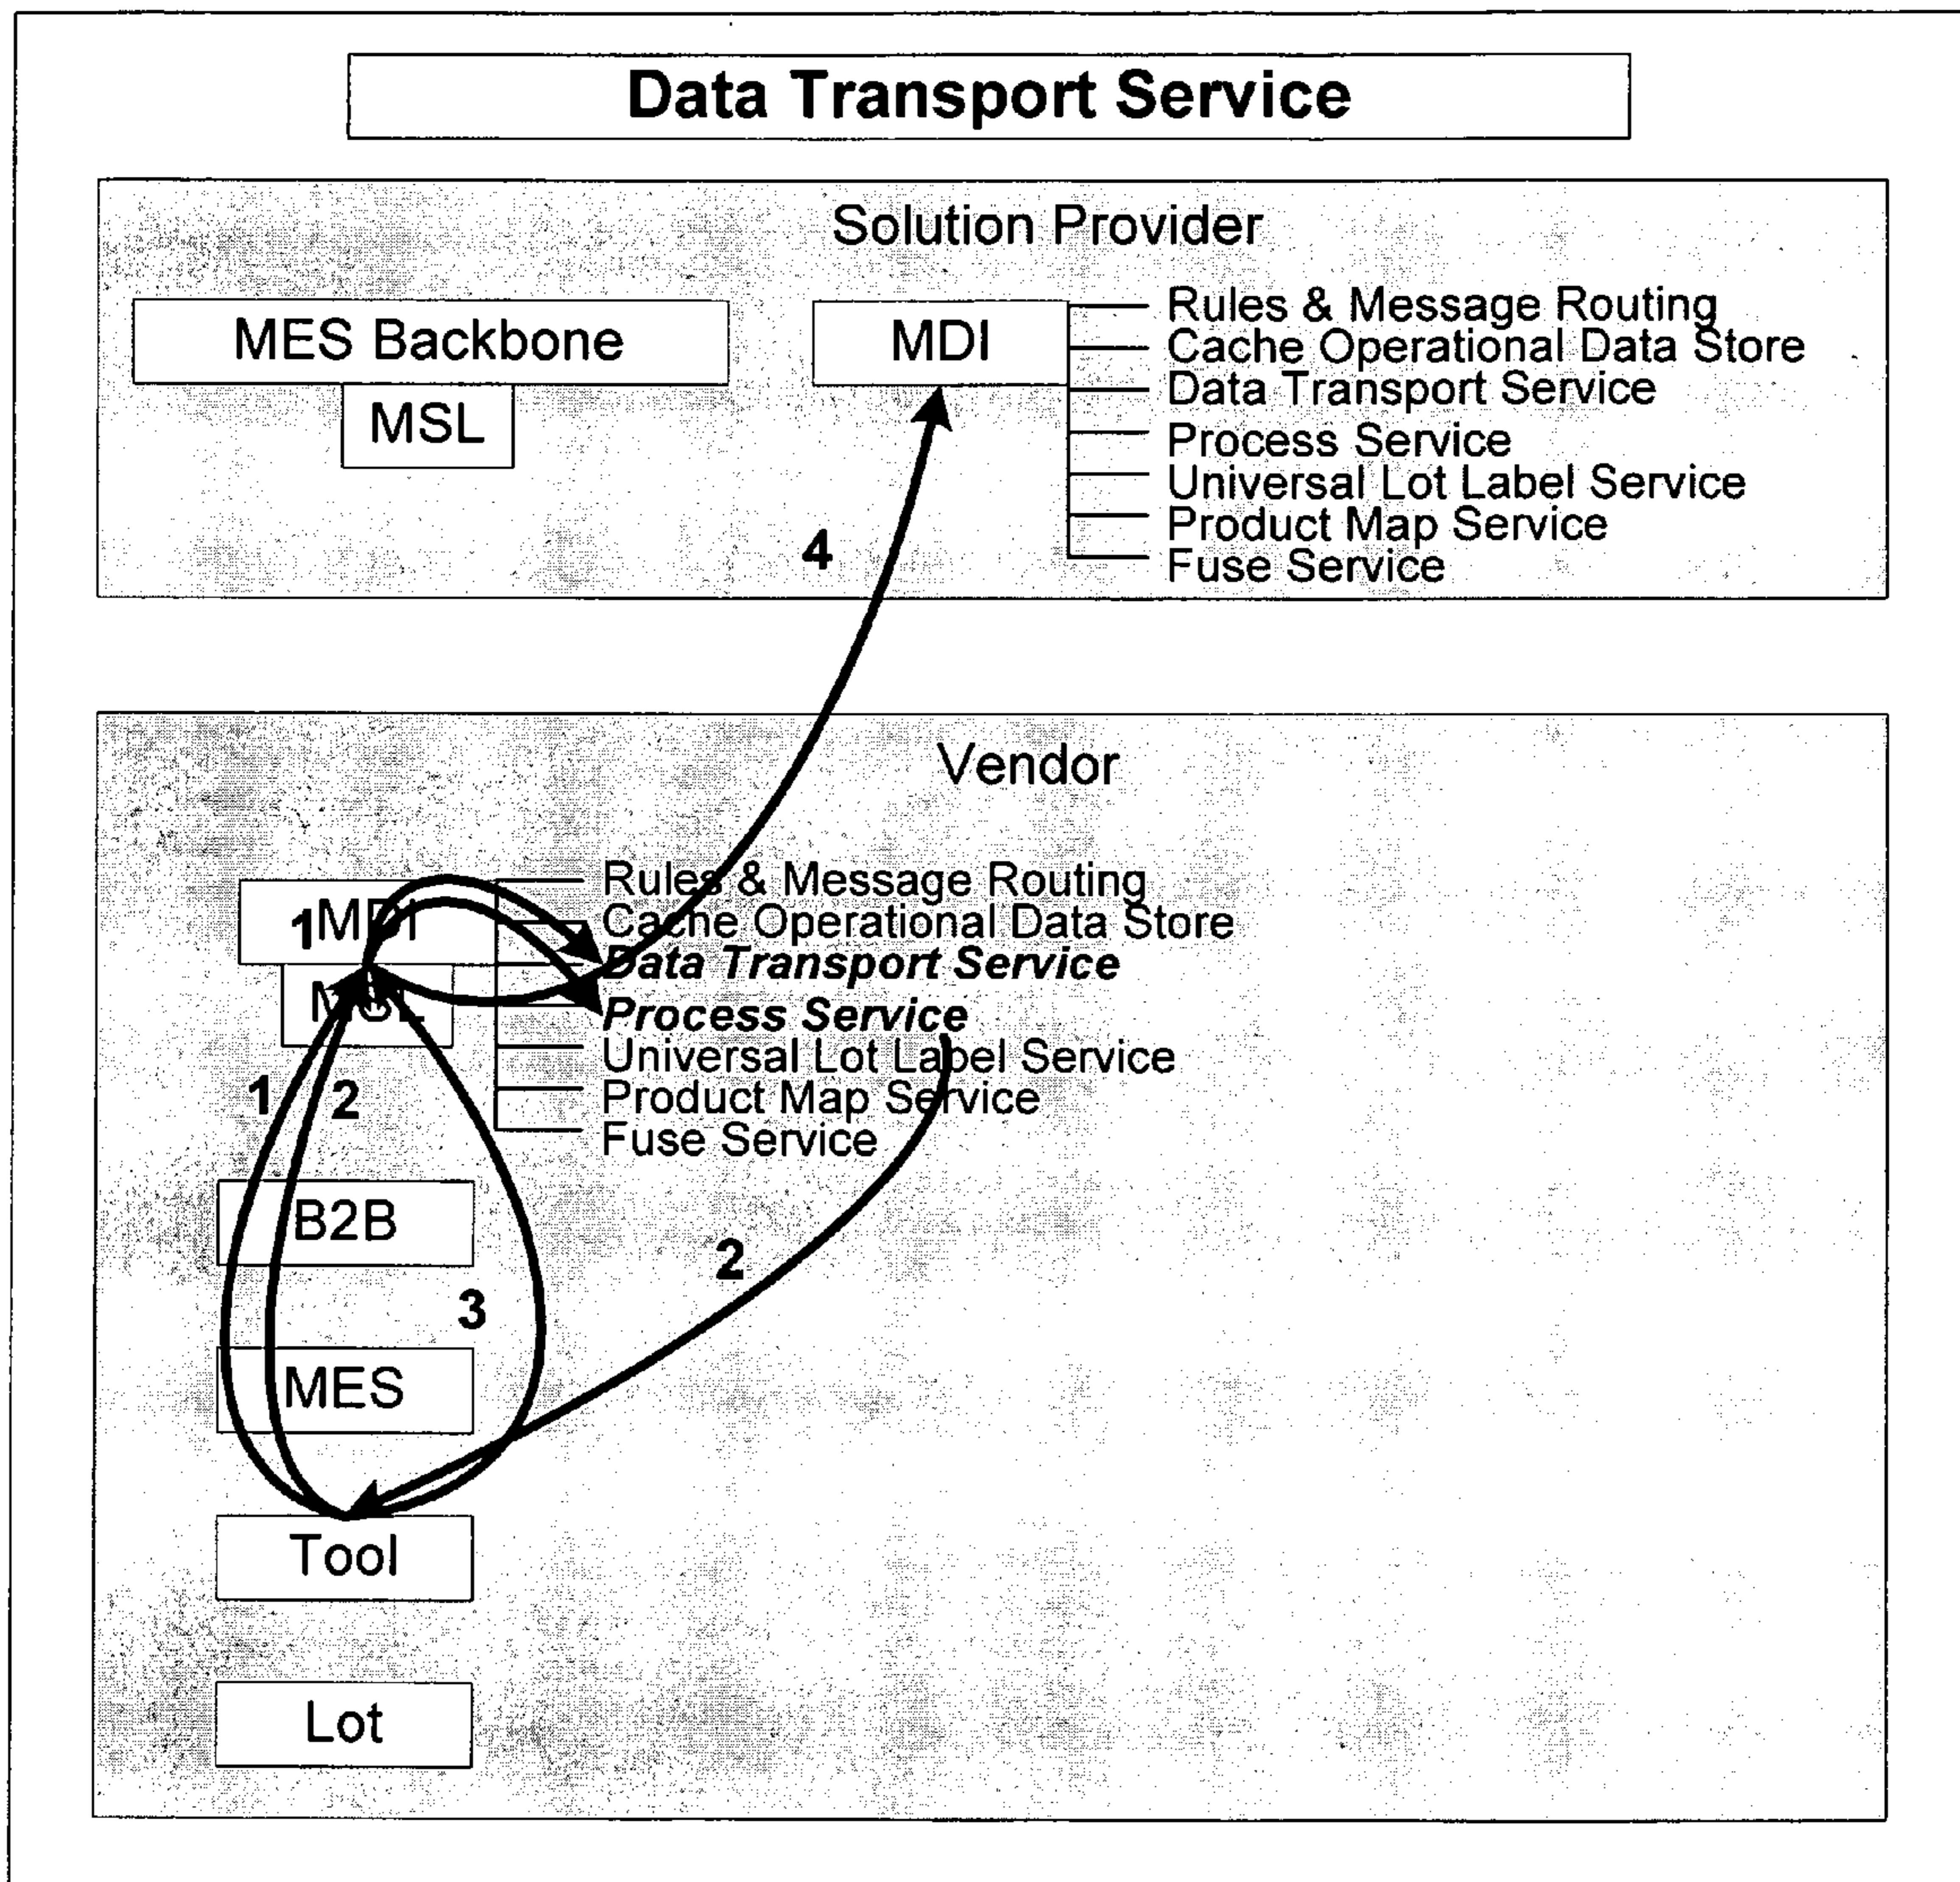 Data Transport Service
Solution Provider
MES Backbone
MSL
MDI
Rules & Message Routing
Cache Operational Data Store
Data Transport Service
Process Service
Universal Lot Label Service
Product Map Service
Fuse Service
4
Vendor
1
MDI
MSL
Rules & Message Routing
Cache Operational Data Store
Data Transport Service
Process Service
Universal Lot Label Service
Product Map Service
Fuse Service
1
2
B2B
2
3
MES
Tool
Lot